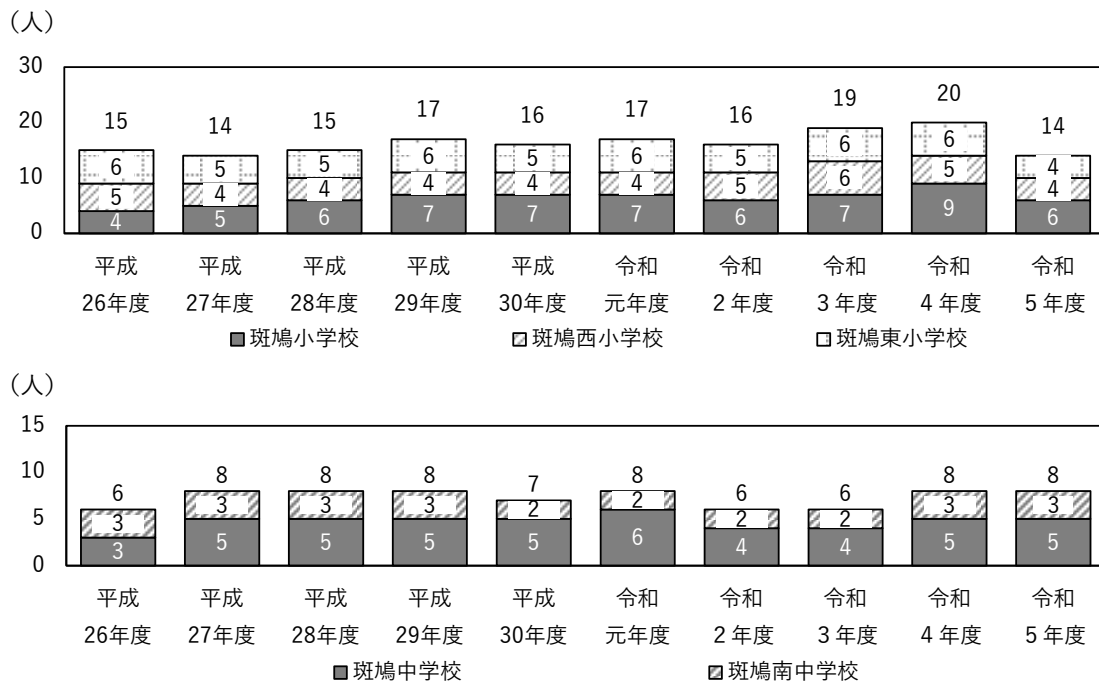 （人）
30
20
10
0
15 14 15 17 16 17 16 19 20 14
6 5 5 6 5 6 5 6 6 4
5 4 4 4 4 4 5 6 5 4
4 5 6 7 7 7 6 7 9 6
平成 平成 平成 平成 平成 令和 令和 令和 令和 令和
26年度 27年度 28年度 29年度 30年度 元年度 2年度 3年度 4年度 5年度
斑鳩小学校 斑鳩西小学校 斑鳩東小学校
（人）
15
10
5
0
6 8 8 8 7 8 6 6 8 8
3 3 3 3 2 2 2 2 3 3
3 5 5 5 5 6 4 4 5 5
平成 平成 平成 平成 平成 令和 令和 令和 令和 令和
26年度 27年度 28年度 29年度 30年度 元年度 2年度 3年度 4年度 5年度
斑鳩中学校 斑鳩南中学校